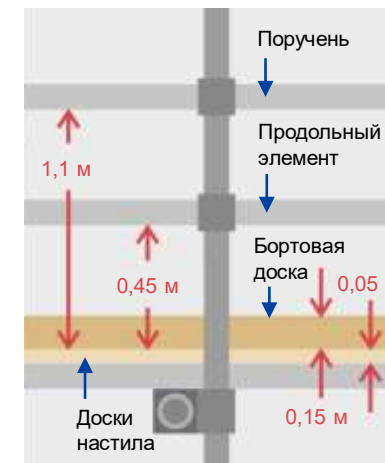 Поручень
1,1 м
Продольный
элемент
0,45 м
Бортовая
доска
0,05
0,15 м
Доски
настила